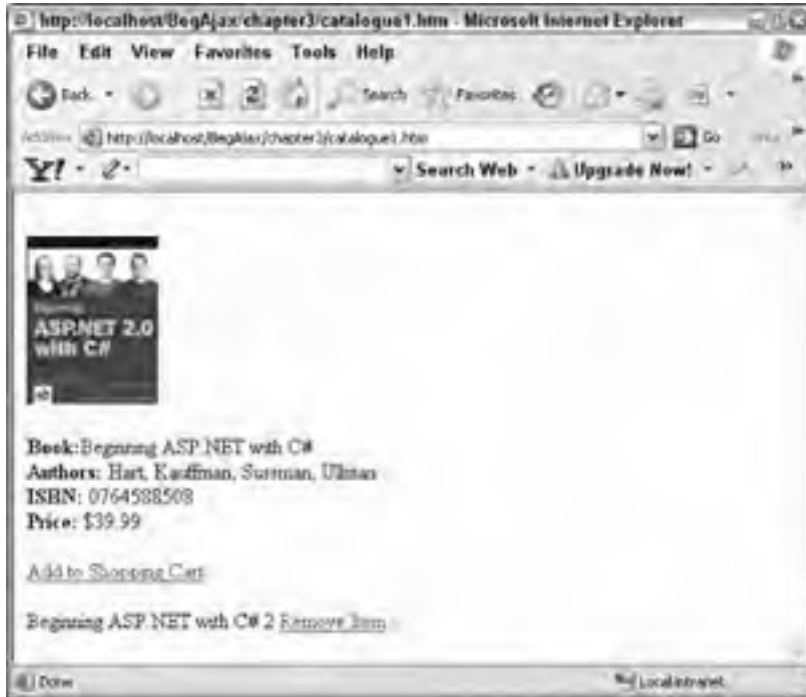 http://localhost/BegAjax/chapter3/catalogue1.htm - Microsoft Internet Explorer
File Edit View Favorites Tools Help
Back Search Favorites
Address http://localhost/BegAjax/chapter3/catalogue1.htm Go
Y! Search Web Upgrade Now!
ASP.NET 2.0
with C#
Book:Beginning ASP.NET with C#
Authors: Hart, Kauffman, Sussman, Ullman
ISBN: 0764588508
Price: $39.99
Add to Shopping Cart
Beginning ASP.NET with C# 2 Remove Item
Done Local intranet